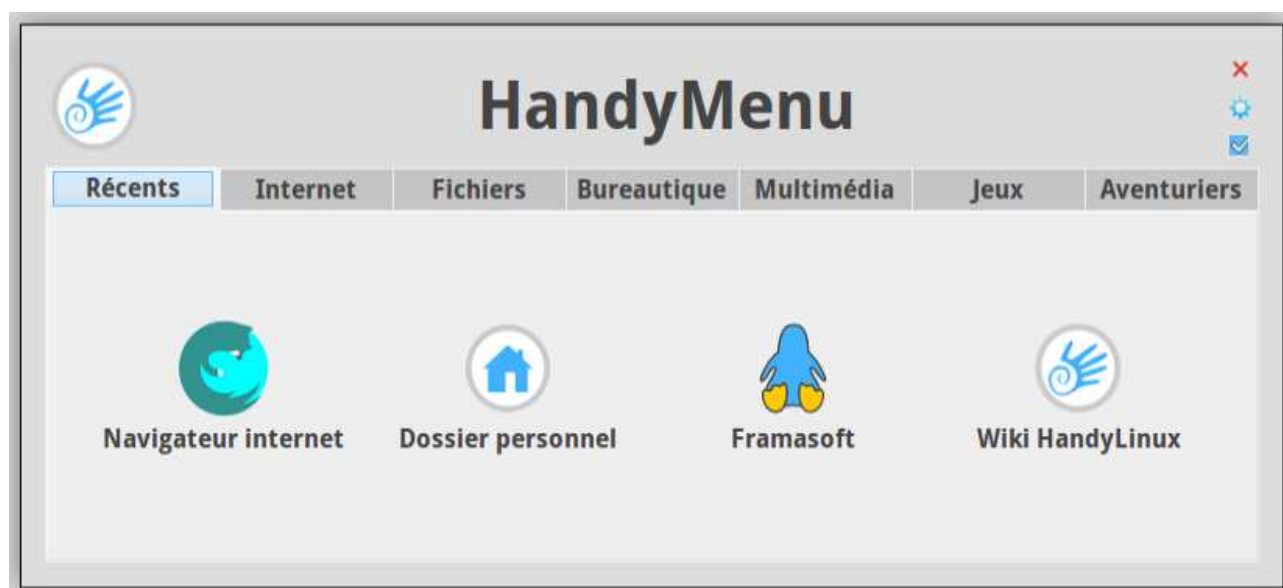 HandyMenu
Récents Internet Fichiers Bureautique Multimédia Jeux Aventuriers
Navigateur internet Dossier personnel Framasoft Wiki HandyLinux